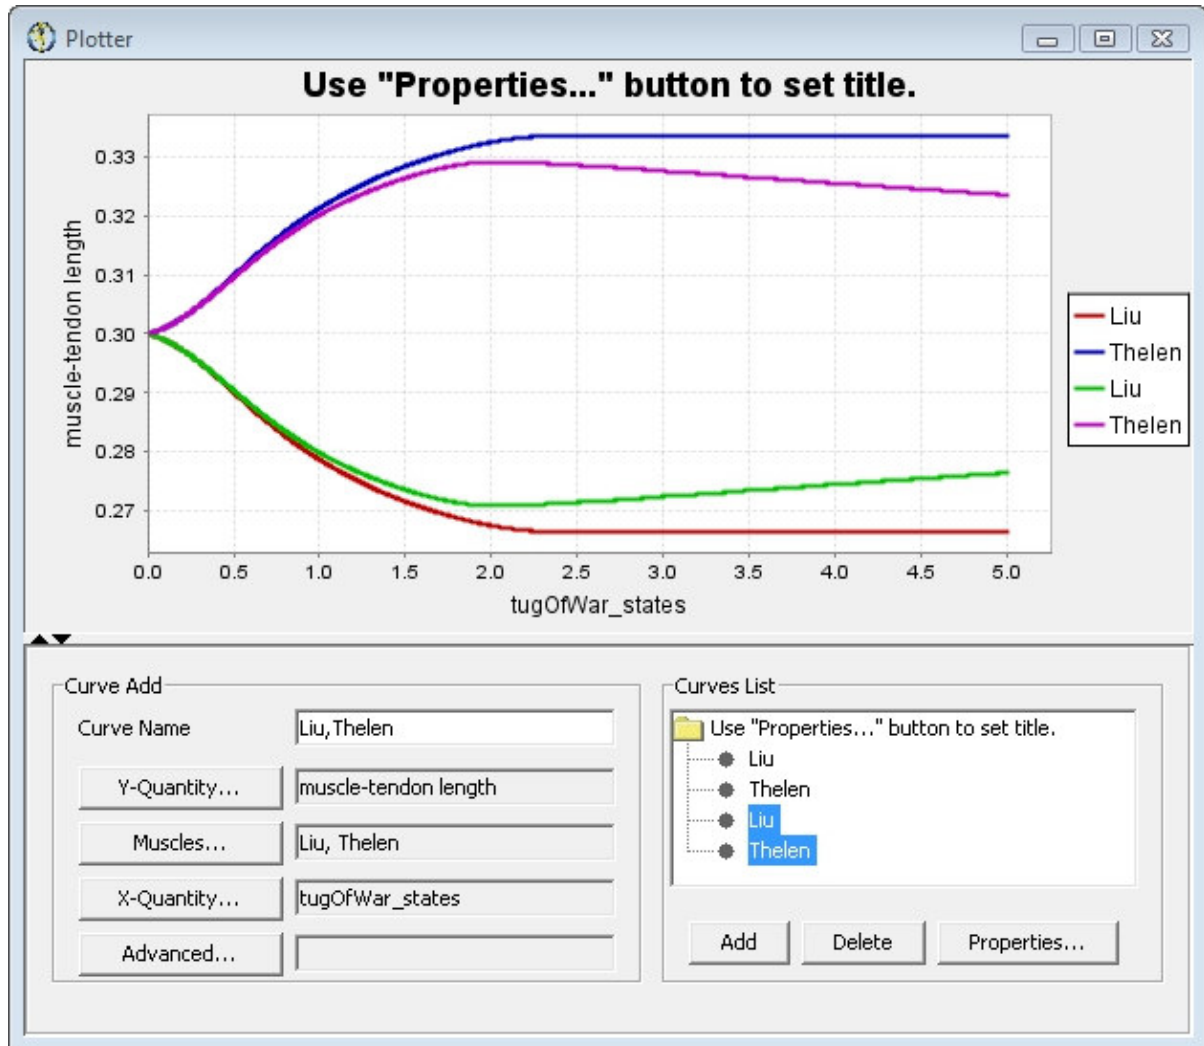 Plotter
Use "Properties..." button to set title.
muscle-tendon length
0.33
0.32
0.31
0.30
0.29
0.28
0.27
0.0 0.5 1.0 1.5 2.0 2.5 3.0 3.5 4.0 4.5 5.0
tugOfWar_states
Liu
Thelen
Liu
Thelen
Curve Add
Curve Name Liu,Thelen
Y-Quantity... muscle-tendon length
Muscles... Liu, Thelen
X-Quantity... tugOfWar_states
Advanced...
Curves List
Use "Properties..." button to set title.
Liu
Thelen
Liu
Thelen
Add Delete Properties...